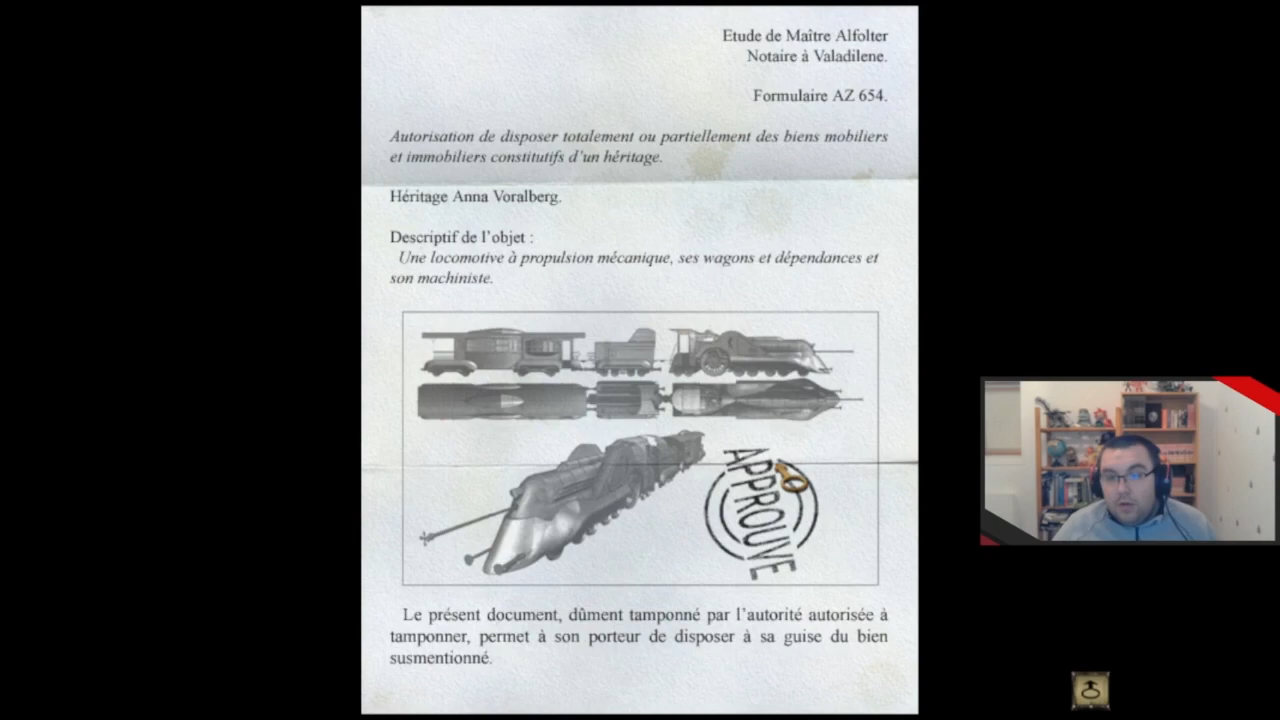 Etude de Maître Alfolter
Notaire à Valadilene.
Formulaire AZ 654.
Autorisation de disposer totalement ou partiellement des biens mobiliers
et immobiliers constitutifs d’un héritage.
Héritage Anna Voralberg.
Descriptif de l’objet :
Une locomotive à propulsion mécanique, ses wagons et dépendances et
son machiniste.
APPROUVE
Le présent document, dûment tamponné par l’autorité autorisée à
tamponner, permet à son porteur de disposer à sa guise du bien
susmentionné.